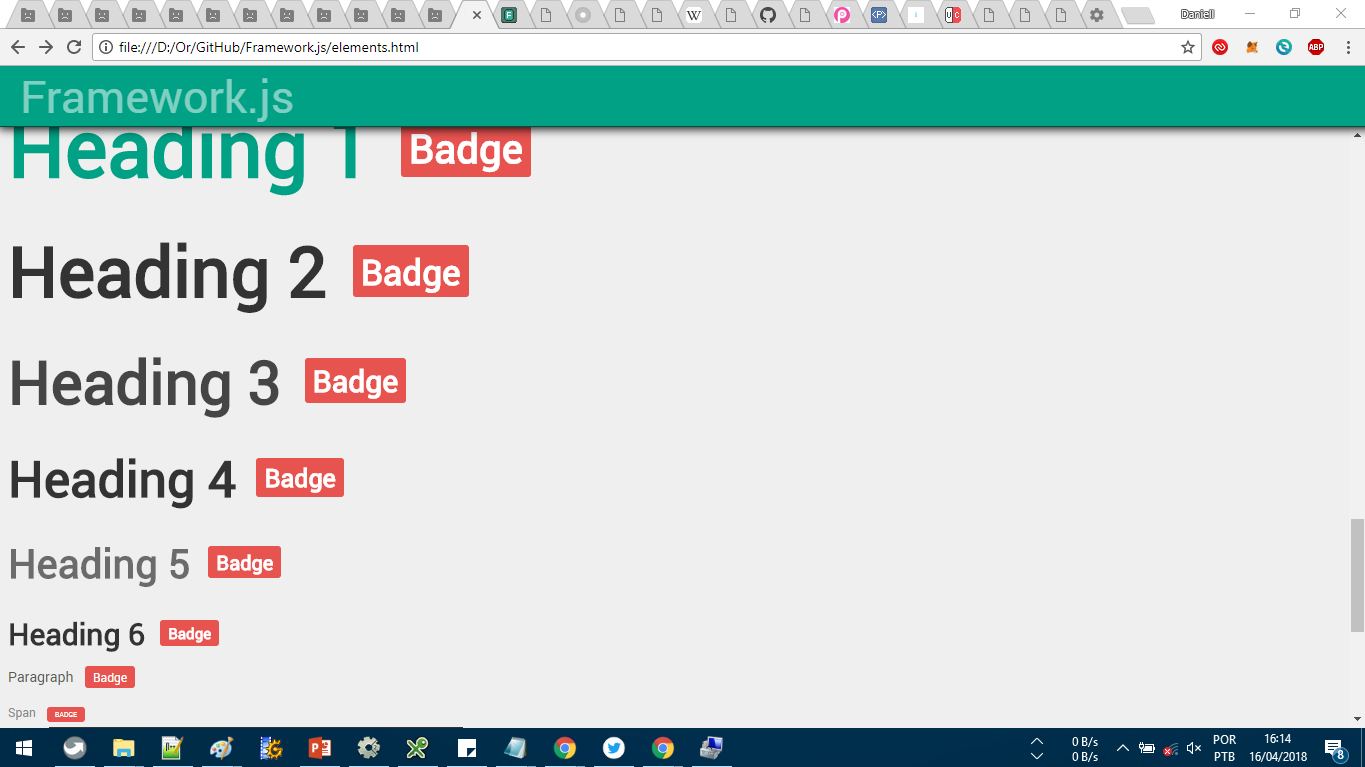 Daniell
file:///D:/Or/GitHub/Framework.js/elements.html
ABP
Framework.js
Heading 1 Badge
Heading 2 Badge
Heading 3 Badge
Heading 4 Badge
Heading 5 Badge
Heading 6 Badge
Paragraph Badge
Span BADGE
0 B/s
0 B/s
POR
PTB
16:14
16/04/2018
8